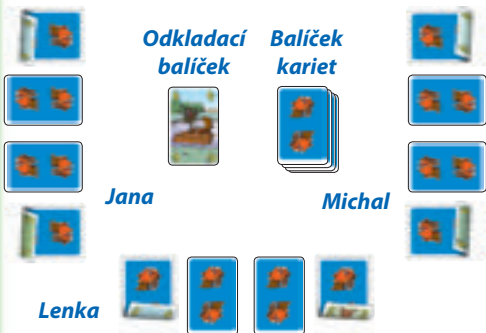 Odkladací
balíček
Balíček
kariet
Jana
Michal
Lenka